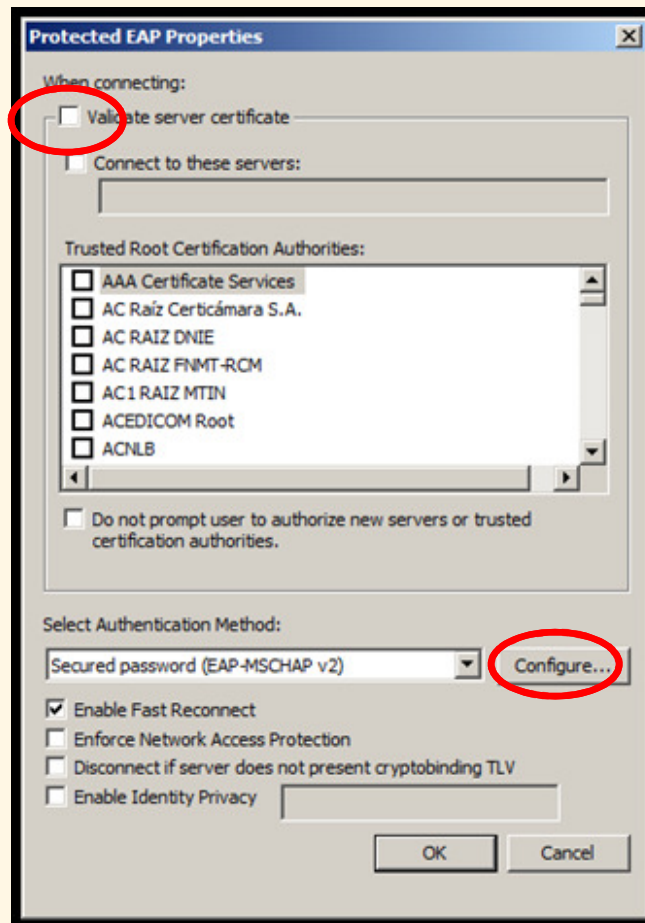 Protected EAP Properties
When connecting:
Validate server certificate
Connect to these servers:
Trusted Root Certification Authorities:
AAA Certificate Services
AC Raíz Certicámara S.A.
AC RAIZ DNIE
AC RAIZ FNMT-RCM
AC1 RAIZ MTIN
ACEDICOM Root
ACNLB
Do not prompt user to authorize new servers or trusted
certification authorities.
Select Authentication Method:
Secured password (EAP-MSCHAP v2)
Configure...
Enable Fast Reconnect
Enforce Network Access Protection
Disconnect if server does not present cryptobinding TLV
Enable Identity Privacy
OK
Cancel